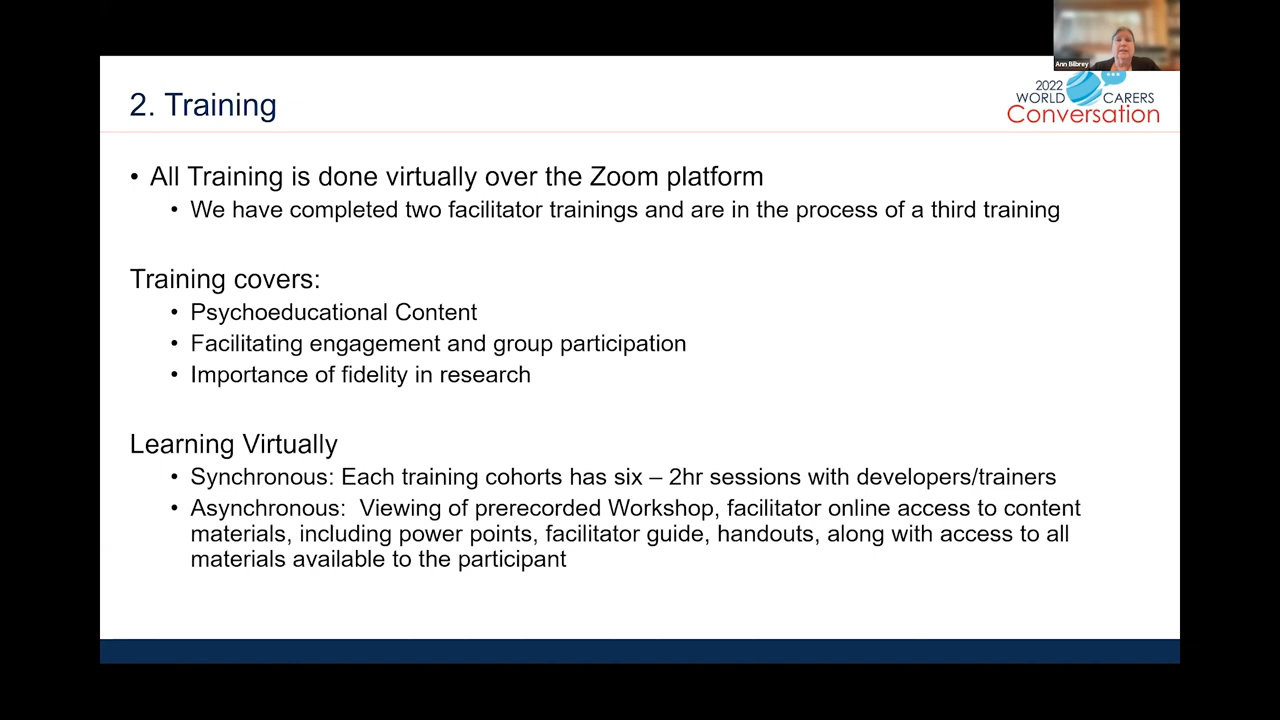 Ann Bilbrey
2. Training
2022
WORLD CARERS
Conversation
• All Training is done virtually over the Zoom platform
• We have completed two facilitator trainings and are in the process of a third training
Training covers:
• Psychoeducational Content
• Facilitating engagement and group participation
• Importance of fidelity in research
Learning Virtually
• Synchronous: Each training cohorts has six – 2hr sessions with developers/trainers
• Asynchronous:  Viewing of prerecorded Workshop, facilitator online access to content
materials, including power points, facilitator guide, handouts, along with access to all
materials available to the participant